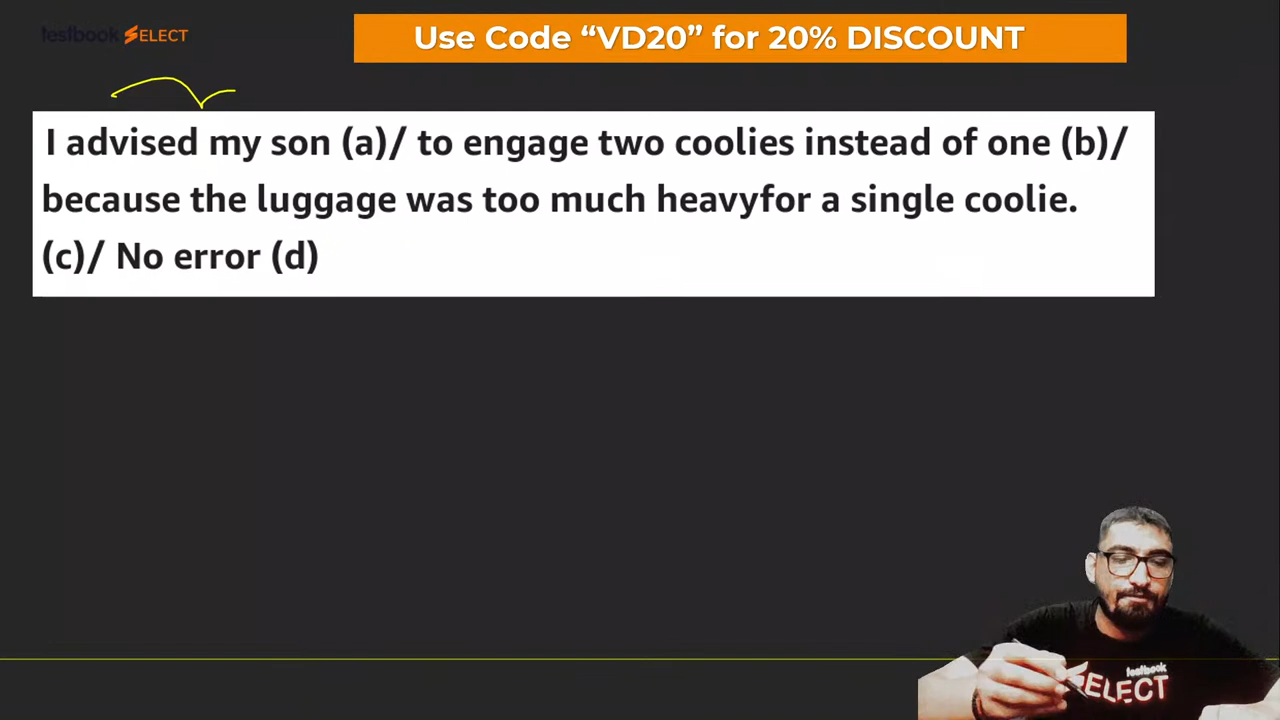 testbook SELECT
Use Code “VD20” for 20% DISCOUNT
I advised my son (a)/ to engage two coolies instead of one (b)/
because the luggage was too much heavyfor a single coolie.
(c)/ No error (d)
testbook
SELECT